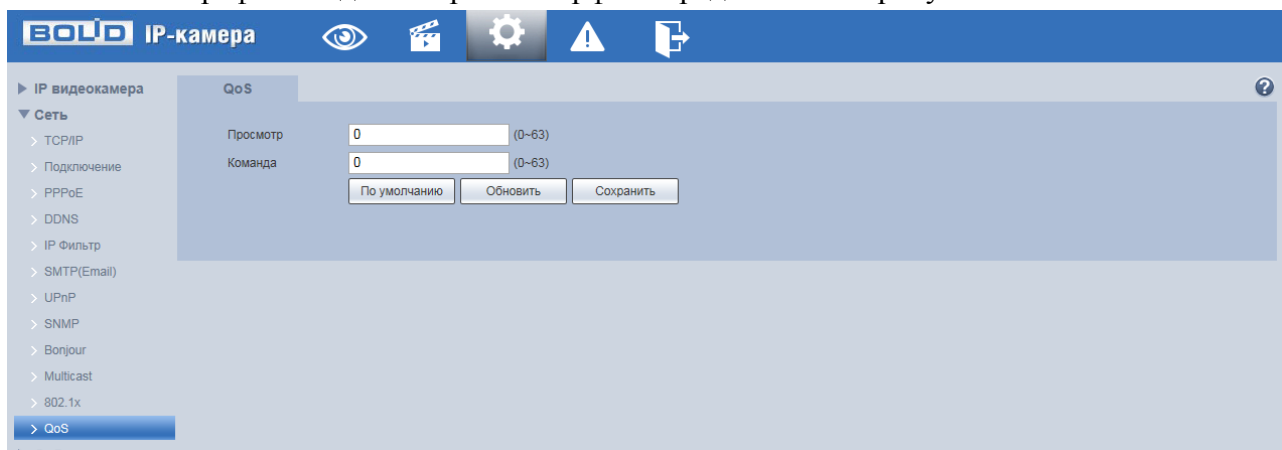 BOLID IP-камера
IP видеокамера
Сеть
TCP/IP
Подключение
PPPoE
DDNS
IP Фильтр
SMTP(Email)
UPnP
SNMP
Bonjour
Multicast
802.1x
QoS
QoS
Просмотр 0 (0~63)
Команда 0 (0~63)
По умолчанию Обновить Сохранить